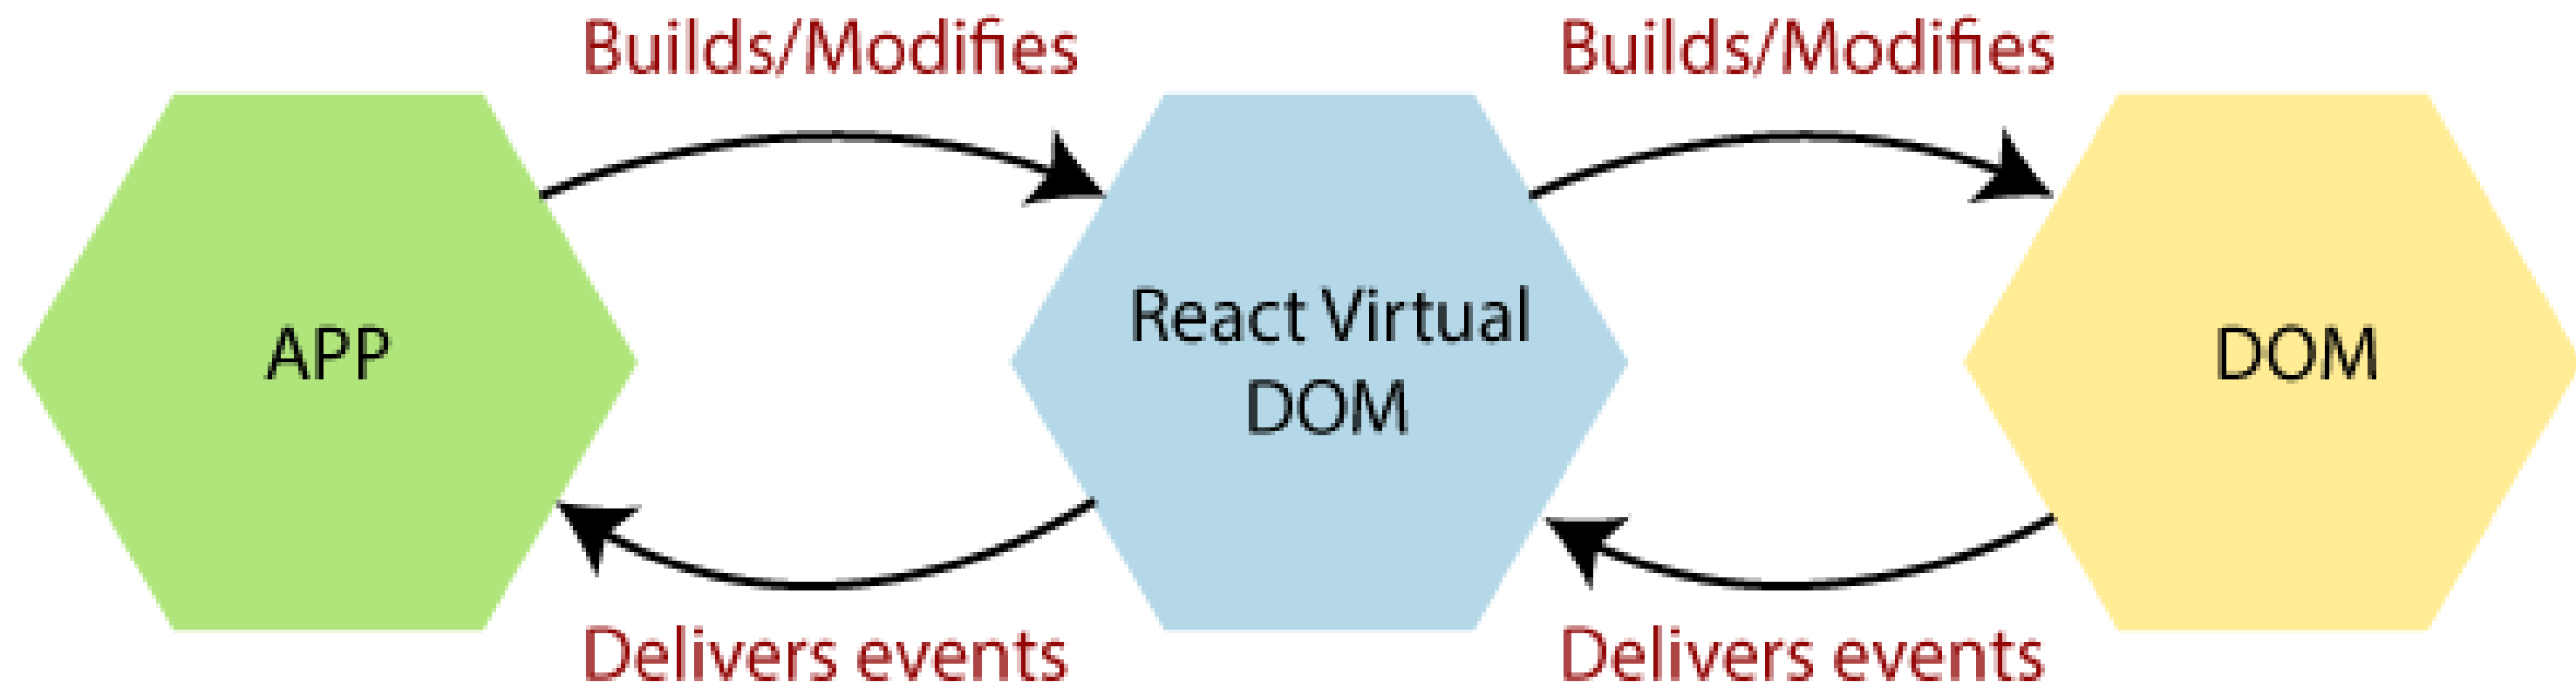 Builds/Modifies
Builds/Modifies
APP
React Virtual
DOM
DOM
Delivers events
Delivers events